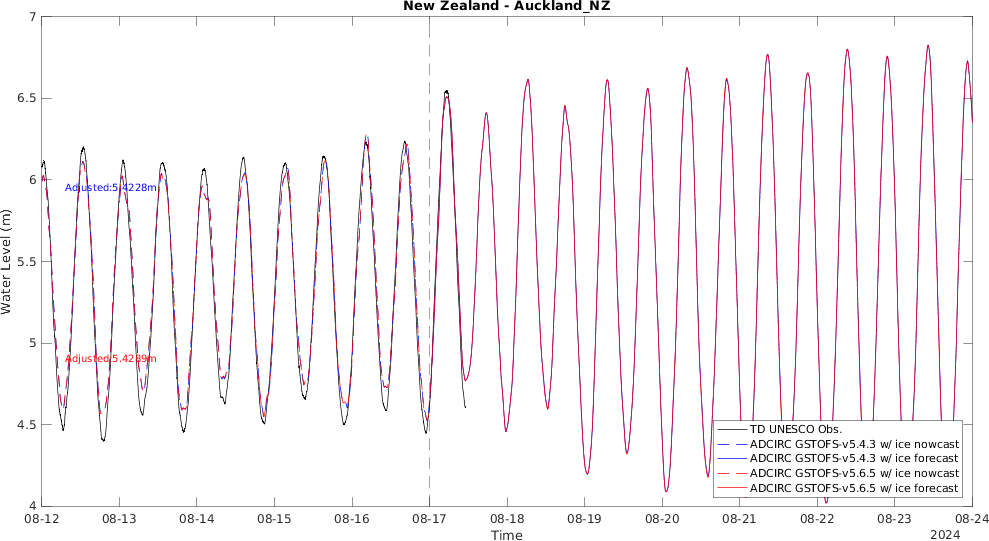 New Zealand - Auckland_NZ
Water Level (m)
7
6.5
6
5.5
5
4.5
4
Adjusted:5.4228m
Adjusted:5.4289m
TD UNESCO Obs.
ADCIRC GSTOFS-v5.4.3 w/ ice nowcast
ADCIRC GSTOFS-v5.4.3 w/ ice forecast
ADCIRC GSTOFS-v5.6.5 w/ ice nowcast
ADCIRC GSTOFS-v5.6.5 w/ ice forecast
08-12 08-13 08-14 08-15 08-16 08-17 08-18 08-19 08-20 08-21 08-22 08-23 08-24
Time
2024